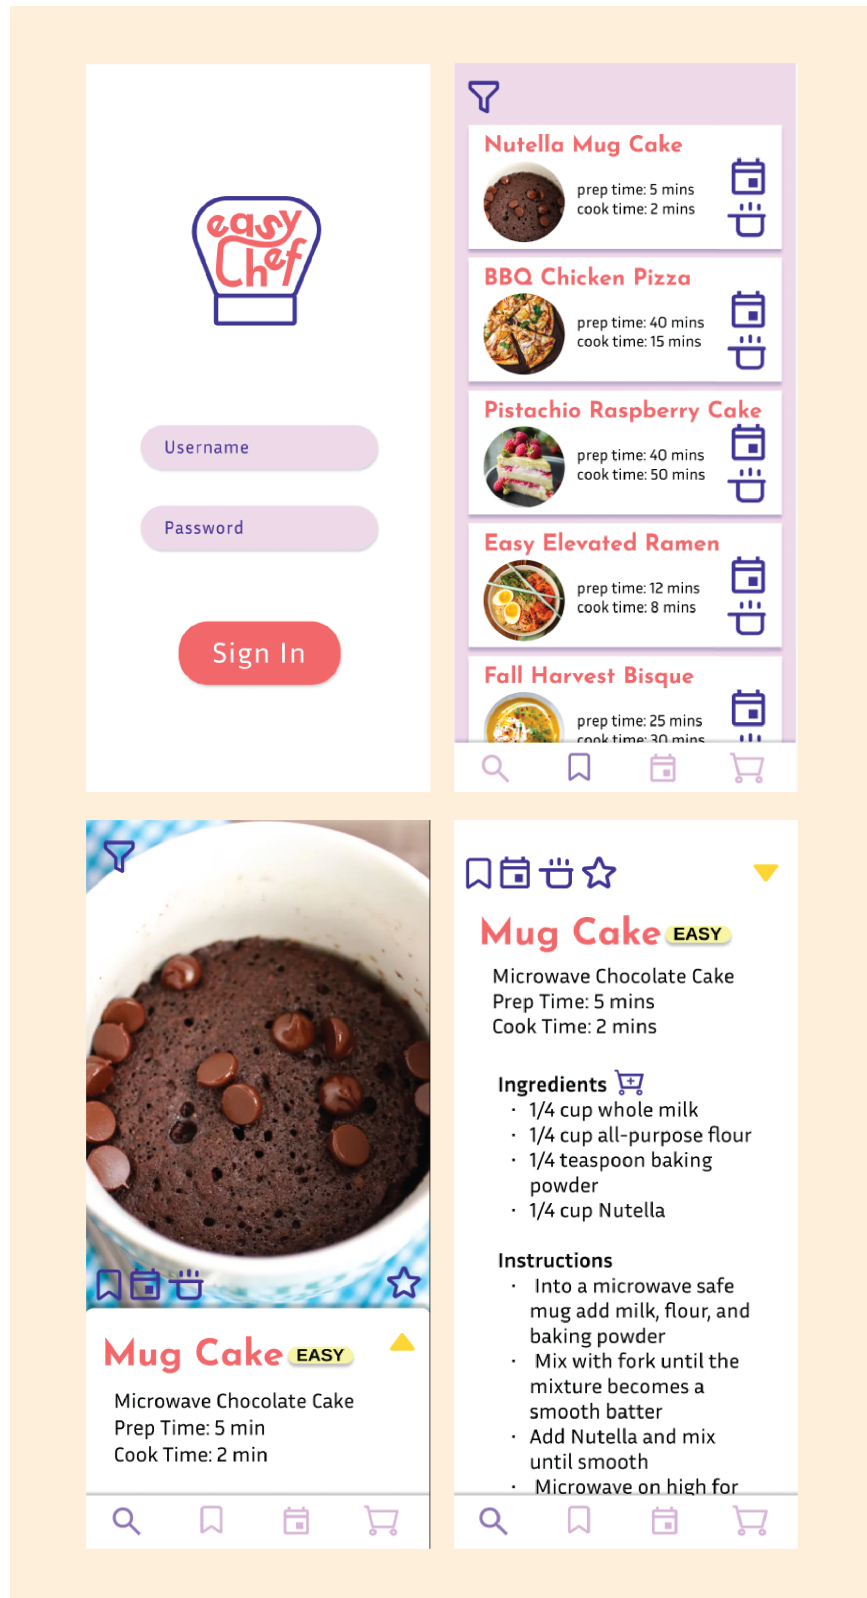 easy
Chef
Username
Password
Sign In
Nutella Mug Cake
prep time: 5 mins
cook time: 2 mins
BBQ Chicken Pizza
prep time: 40 mins
cook time: 15 mins
Pistachio Raspberry Cake
prep time: 40 mins
cook time: 50 mins
Easy Elevated Ramen
prep time: 12 mins
cook time: 8 mins
Fall Harvest Bisque
prep time: 25 mins
cook time: 30 mins
Mug Cake EASY
Microwave Chocolate Cake
Prep Time: 5 min
Cook Time: 2 min
Mug Cake EASY
Microwave Chocolate Cake
Prep Time: 5 mins
Cook Time: 2 mins
Ingredients
· 1/4 cup whole milk
· 1/4 cup all-purpose flour
· 1/4 teaspoon baking
powder
· 1/4 cup Nutella
Instructions
· Into a microwave safe
mug add milk, flour, and
baking powder
· Mix with fork until the
mixture becomes a
smooth batter
· Add Nutella and mix
until smooth
· Microwave on high for